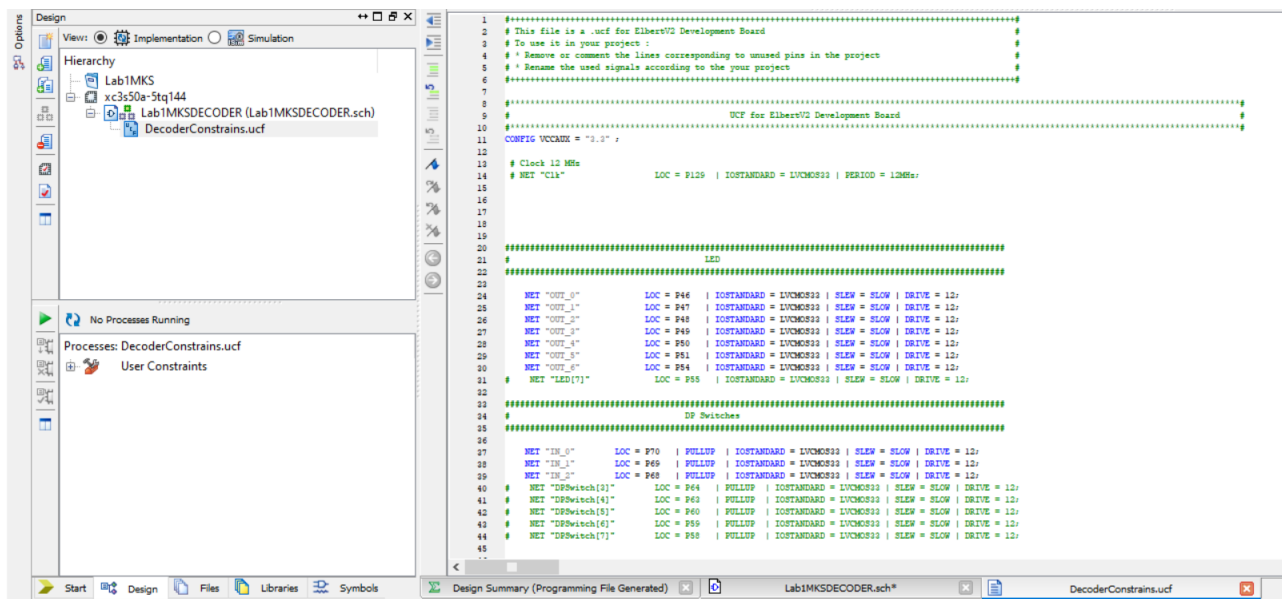 Options
Design
View: Implementation Simulation
Hierarchy
Lab1MKS
xc3s50a-5tq144
Lab1MKSDECODER (Lab1MKSDECODER.sch)
DecoderConstrains.ucf
No Processes Running
Processes: DecoderConstrains.ucf
User Constraints
Start Design Files Libraries Symbols
1 #++++++++++++++++++++++++++++++++++++++++++++++++++++++++++++++++++++++++++++++++++++++++++++++++++++#
2 # This file is a .ucf for ElbertV2 Development Board #
3 # To use it in your project : #
4 # * Remove or comment the lines corresponding to unused pins in the project #
5 # * Rename the used signals according to the your project #
6 #++++++++++++++++++++++++++++++++++++++++++++++++++++++++++++++++++++++++++++++++++++++++++++++++++++#
7
8 #**************************************************************************************************#
9 # UCF for ElbertV2 Development Board #
10 #**************************************************************************************************#
11 CONFIG VCCAUX = "3.3" ;
12
13 # Clock 12 MHz
14 # NET "Clk" LOC = P129 | IOSTANDARD = LVCMOS33 | PERIOD = 12MHz;
15
16
17
18
19
20 ####################################################################################################
21 # LED
22 ####################################################################################################
23
24 NET "OUT_0" LOC = P46 | IOSTANDARD = LVCMOS33 | SLEW = SLOW | DRIVE = 12;
25 NET "OUT_1" LOC = P47 | IOSTANDARD = LVCMOS33 | SLEW = SLOW | DRIVE = 12;
26 NET "OUT_2" LOC = P48 | IOSTANDARD = LVCMOS33 | SLEW = SLOW | DRIVE = 12;
27 NET "OUT_3" LOC = P49 | IOSTANDARD = LVCMOS33 | SLEW = SLOW | DRIVE = 12;
28 NET "OUT_4" LOC = P50 | IOSTANDARD = LVCMOS33 | SLEW = SLOW | DRIVE = 12;
29 NET "OUT_5" LOC = P51 | IOSTANDARD = LVCMOS33 | SLEW = SLOW | DRIVE = 12;
30 NET "OUT_6" LOC = P54 | IOSTANDARD = LVCMOS33 | SLEW = SLOW | DRIVE = 12;
31 # NET "LED[7]" LOC = P55 | IOSTANDARD = LVCMOS33 | SLEW = SLOW | DRIVE = 12;
32
33 ####################################################################################################
34 # DP Switches
35 ####################################################################################################
36
37 NET "IN_0" LOC = P70 | PULLUP | IOSTANDARD = LVCMOS33 | SLEW = SLOW | DRIVE = 12;
38 NET "IN_1" LOC = P69 | PULLUP | IOSTANDARD = LVCMOS33 | SLEW = SLOW | DRIVE = 12;
39 NET "IN_2" LOC = P68 | PULLUP | IOSTANDARD = LVCMOS33 | SLEW = SLOW | DRIVE = 12;
40 # NET "DPSwitch[3]" LOC = P64 | PULLUP | IOSTANDARD = LVCMOS33 | SLEW = SLOW | DRIVE = 12;
41 # NET "DPSwitch[4]" LOC = P63 | PULLUP | IOSTANDARD = LVCMOS33 | SLEW = SLOW | DRIVE = 12;
42 # NET "DPSwitch[5]" LOC = P60 | PULLUP | IOSTANDARD = LVCMOS33 | SLEW = SLOW | DRIVE = 12;
43 # NET "DPSwitch[6]" LOC = P59 | PULLUP | IOSTANDARD = LVCMOS33 | SLEW = SLOW | DRIVE = 12;
44 # NET "DPSwitch[7]" LOC = P58 | PULLUP | IOSTANDARD = LVCMOS33 | SLEW = SLOW | DRIVE = 12;
45
Design Summary (Programming File Generated) Lab1MKSDECODER.sch* DecoderConstrains.ucf